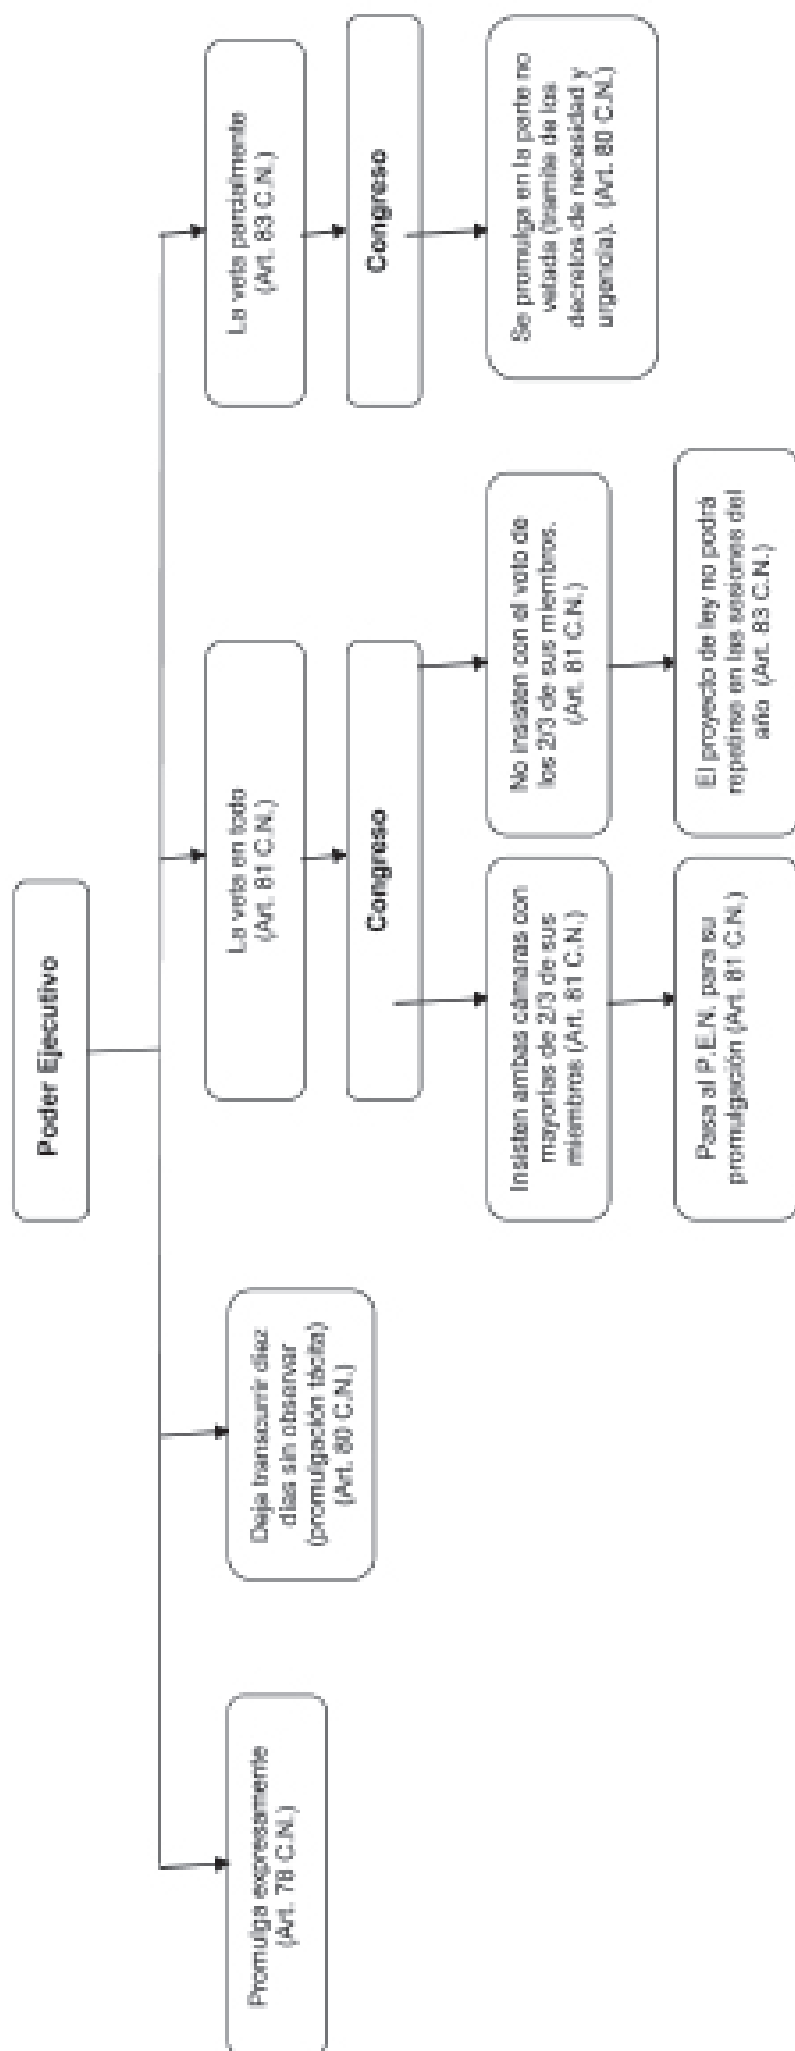 Poder Ejecutivo
Promulga expresamente
(Art. 78 C.N.)
Deja transcurrir diez
días sin observar
(promulgación tácita)
(Art. 80 C.N.)
La veta en todo
(Art. 81 C.N.)
Congreso
Insisten ambas cámaras con
mayorías de 2/3 de sus
miembros (Art. 81 C.N.)
Pasa al P.E.N. para su
promulgación (Art. 81 C.N.)
No insisten con el voto de
los 2/3 de sus miembros.
(Art. 81 C.N.)
El proyecto de ley no podrá
repetirse en las sesiones del
año (Art. 83 C.N.)
La veta parcialmente
(Art. 83 C.N.)
Congreso
Se promulga en la parte no
vetada (tramite de los
decretos de necesidad y
urgencia). (Art. 80 C.N.)